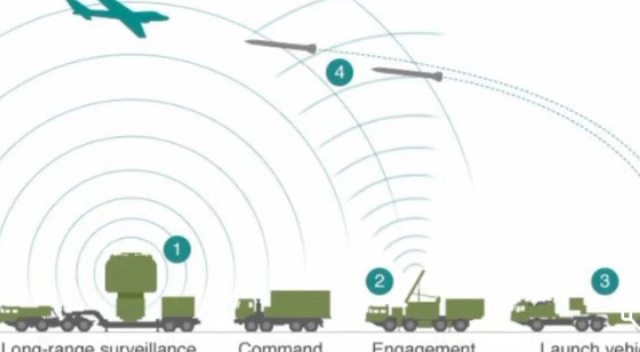 4
1
2
3
Long-range surveillance
Command
Engagement
Launch